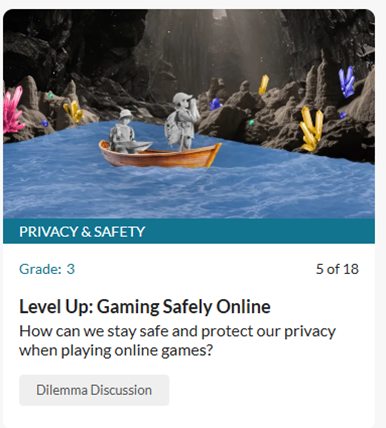 PRIVACY & SAFETY
Grade: 3
5 of 18
Level Up: Gaming Safely Online
How can we stay safe and protect our privacy
when playing online games?
Dilemma Discussion